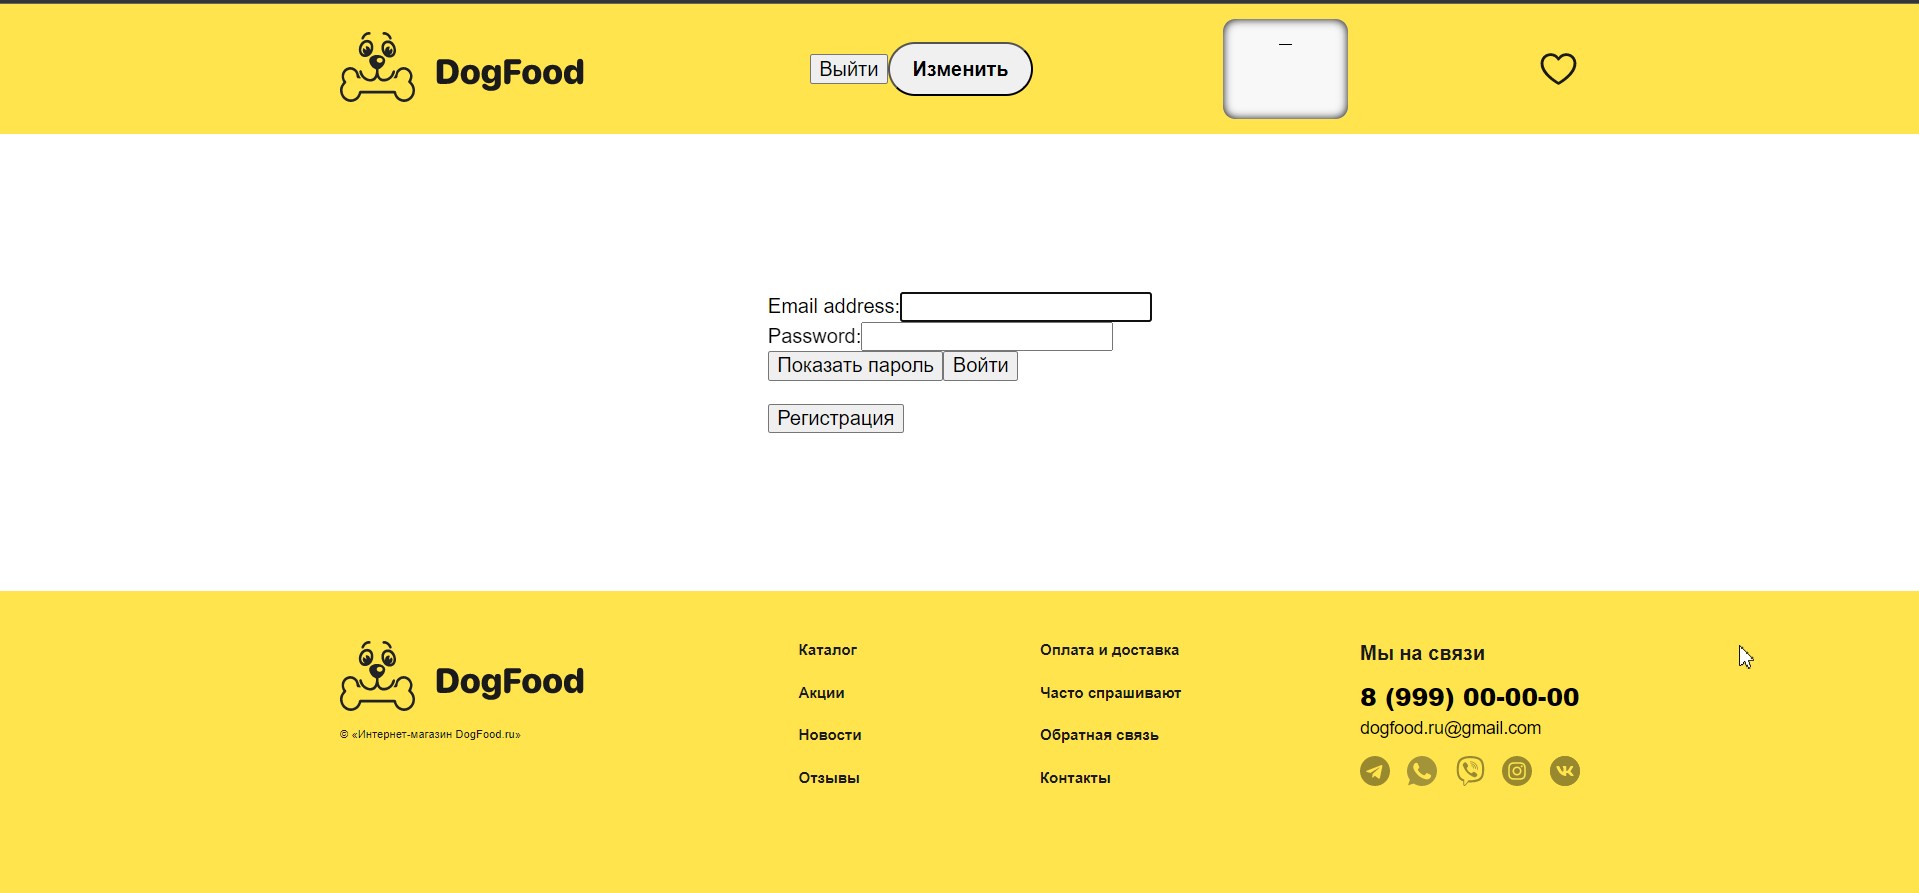 DogFood
Выйти
Изменить
Email address:
Password:
Показать пароль
Войти
Регистрация
DogFood
© «Интернет-магазин DogFood.ru»
Каталог
Акции
Новости
Отзывы
Оплата и доставка
Часто спрашивают
Обратная связь
Контакты
Мы на связи
8 (999) 00-00-00
dogfood.ru@gmail.com